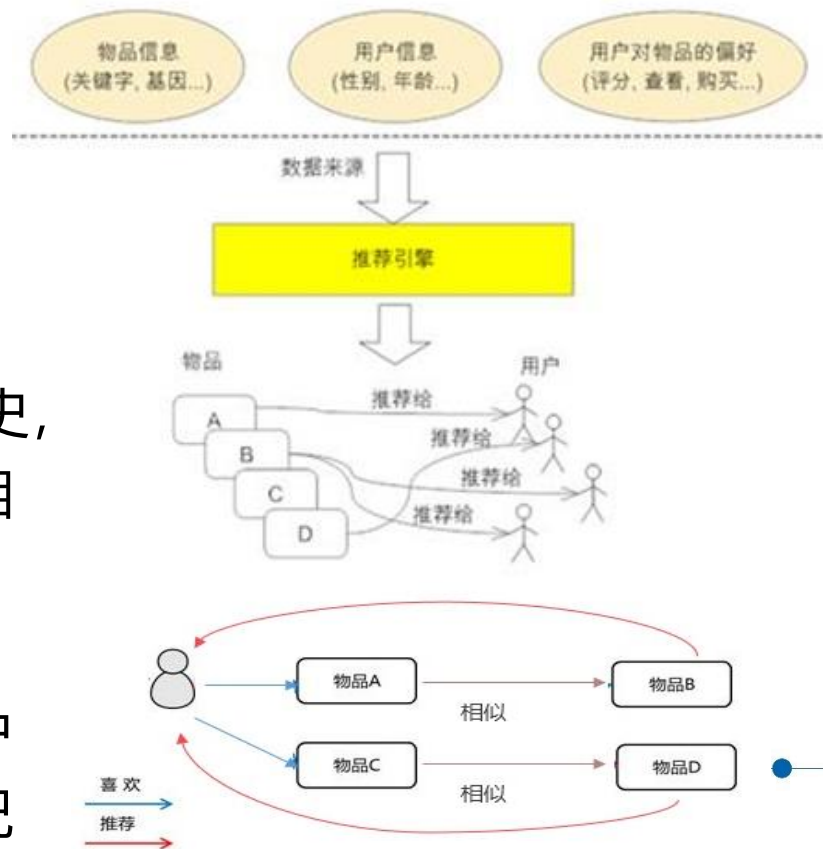 物品信息
(关键字, 基因...)
用户信息
(性别, 年龄...)
用户对物品的偏好
(评分, 查看, 购买...)
数据来源
推荐引擎
物品
用户
A
推荐给
史,
B
推荐给
C
推荐给
D
推荐给
物品A
物品B
相似
物品C
物品D
喜 欢
相似
推荐